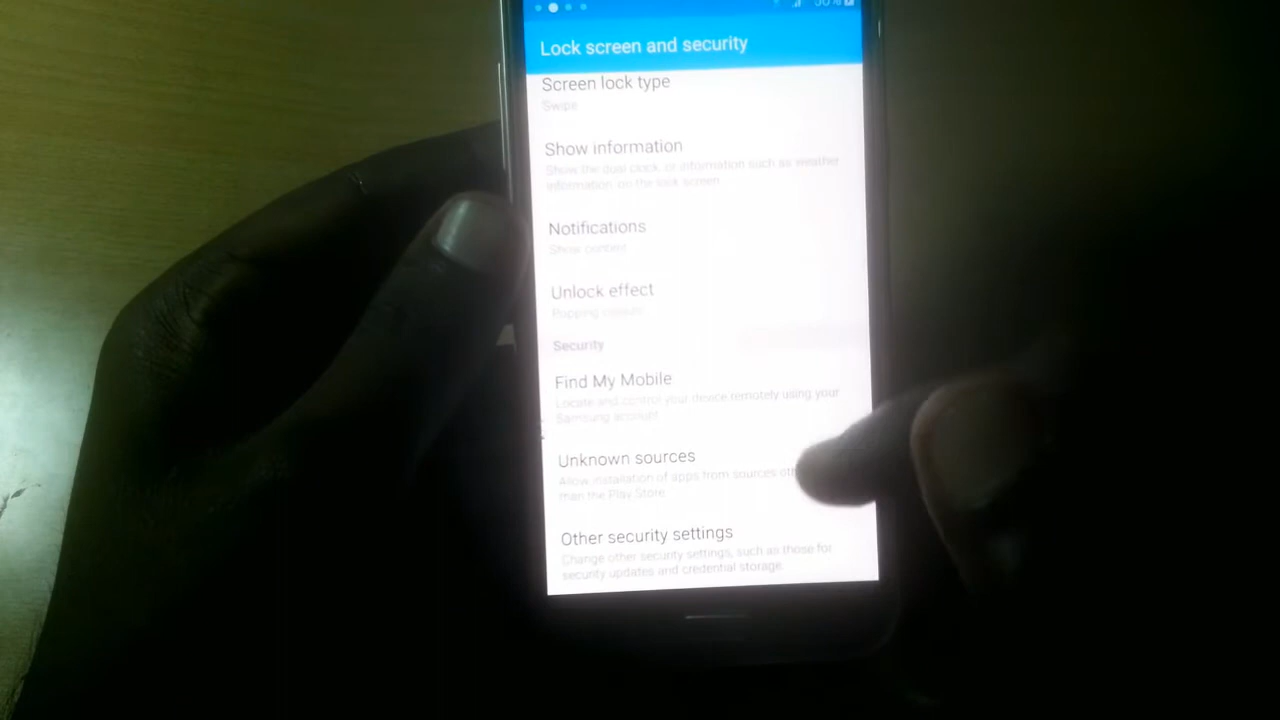 Lock screen and security
Screen lock type
Swipe
Show information
Show the dual clock, or information such as weather
information, on the lock screen.
Notifications
Show content
Unlock effect
Popping colours
Security
Find My Mobile
Locate and control your device remotely using your
Samsung account.
Unknown sources
Allow installation of apps from sources
than the Play Store.
Other security settings
Change other security settings, such as those for
security updates and credential storage.